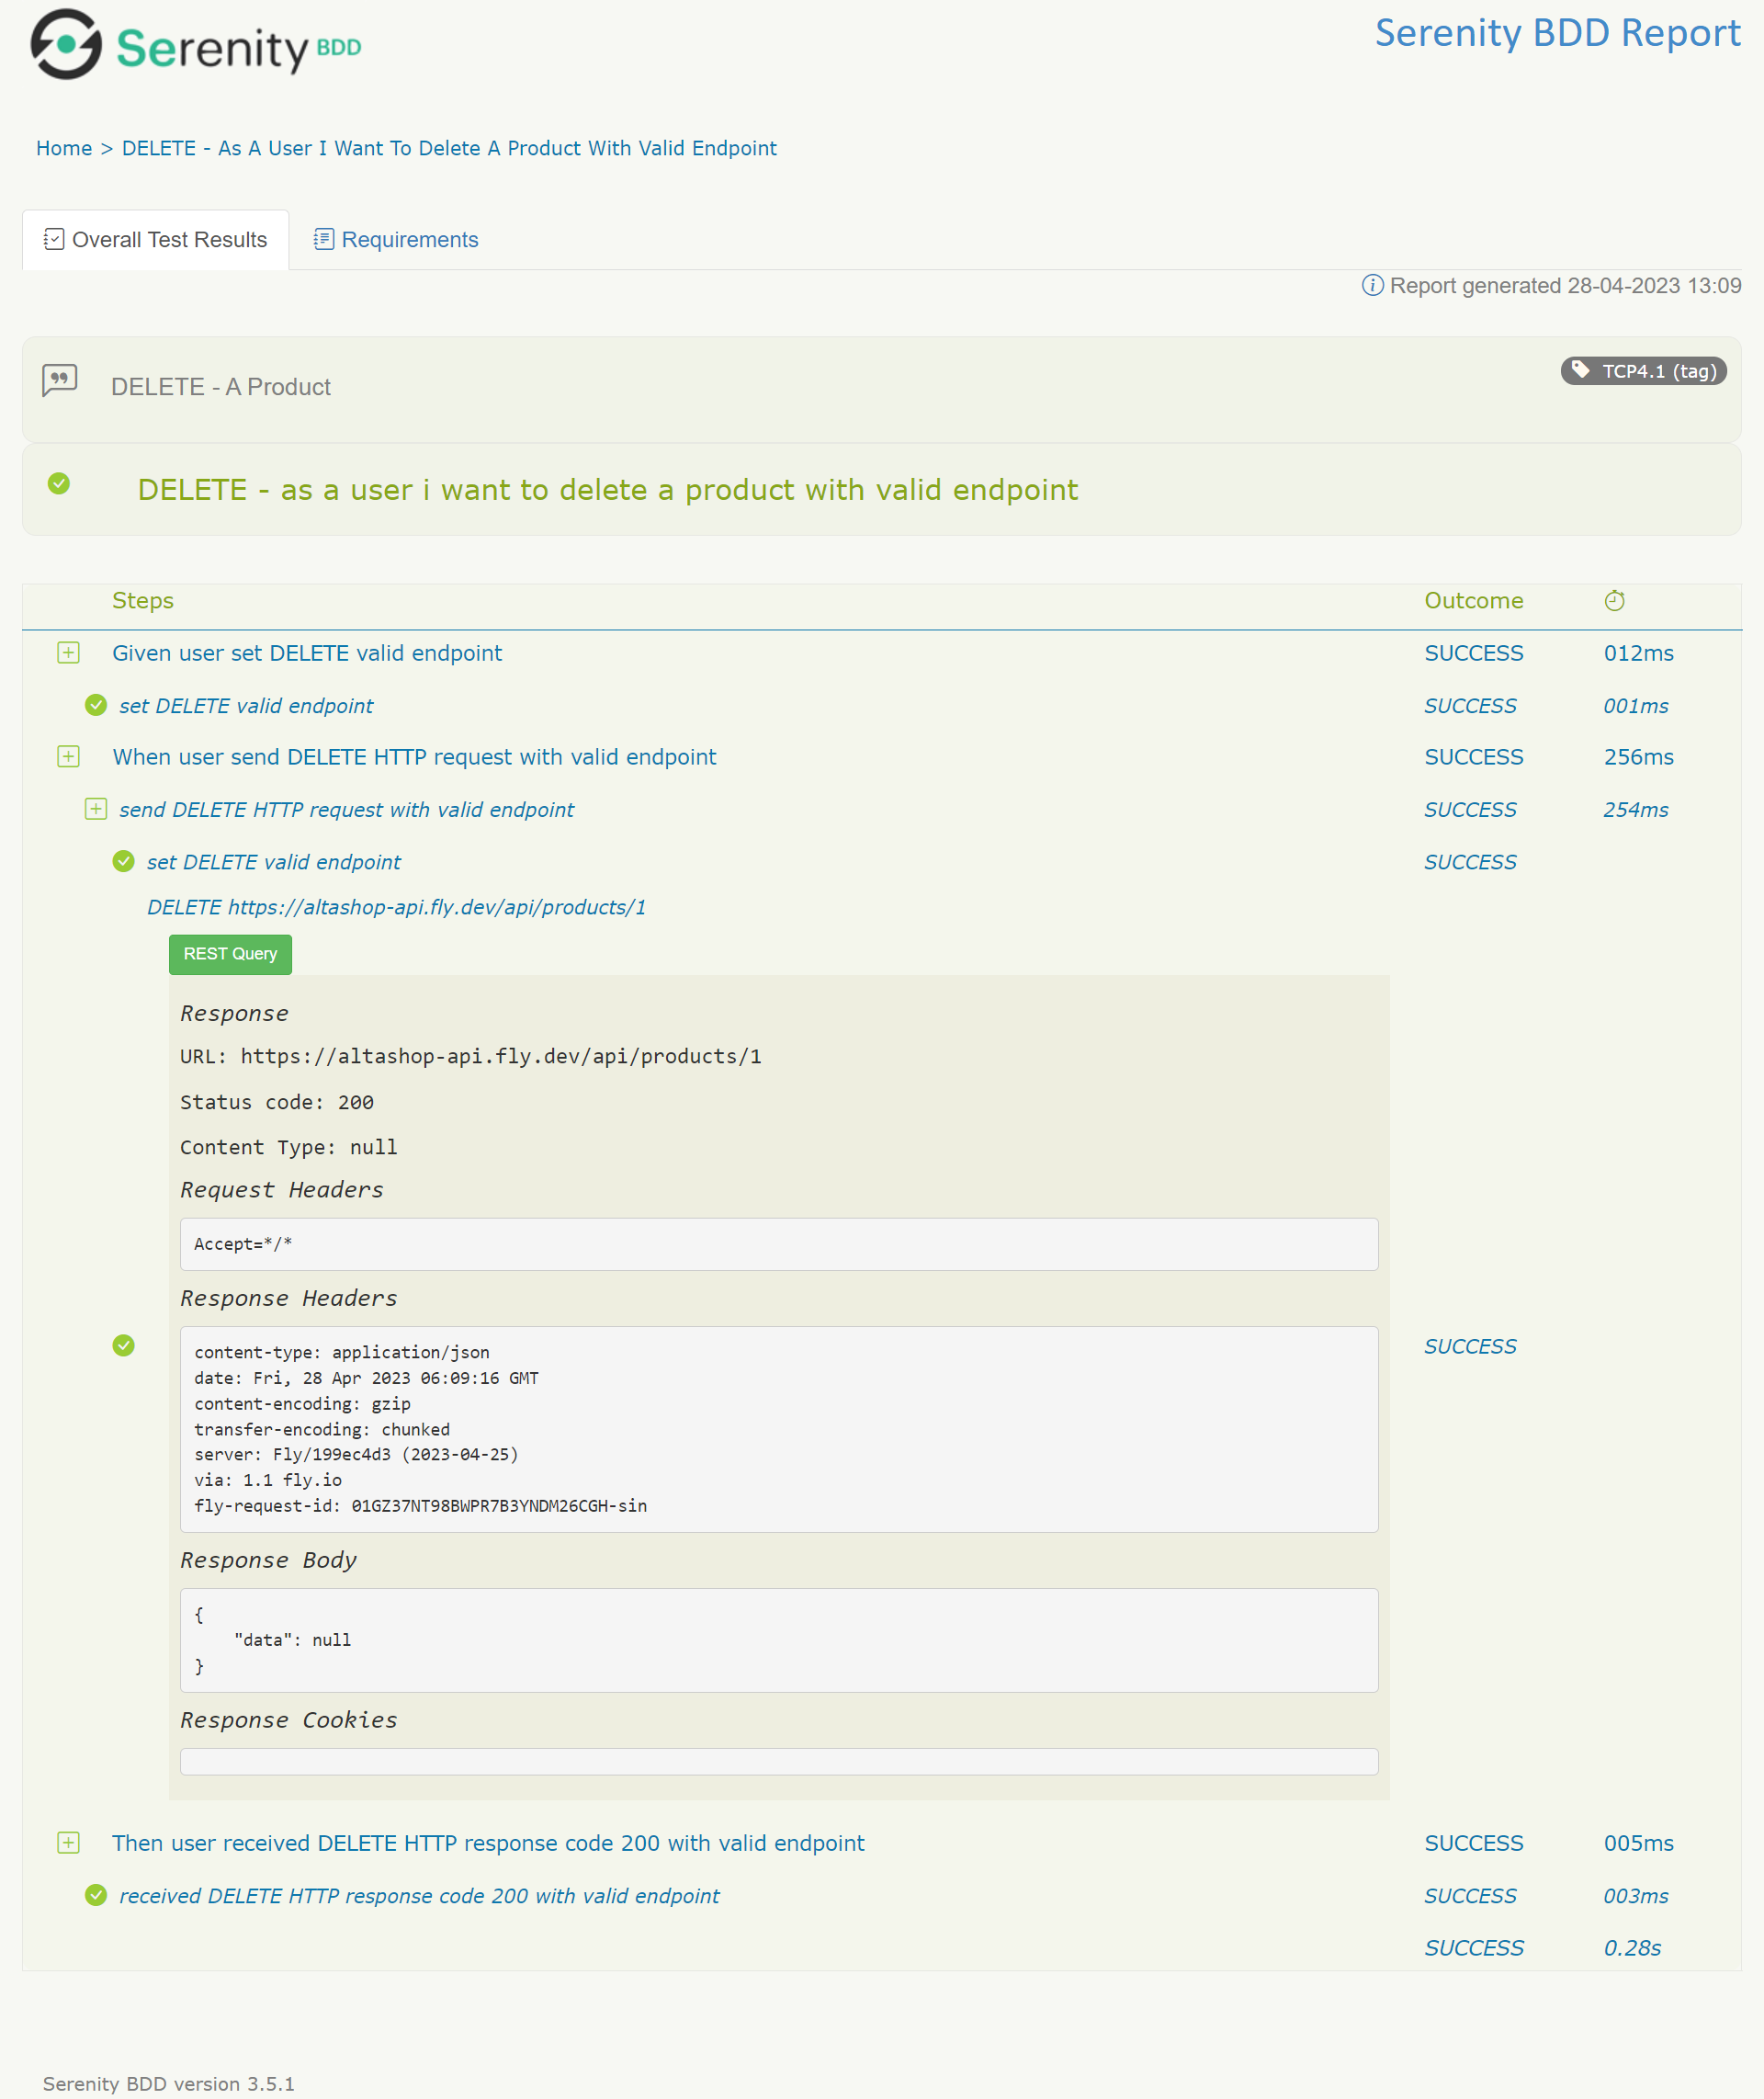 Serenity BDD
Serenity BDD Report
Home > DELETE - As A User I Want To Delete A Product With Valid Endpoint
Overall Test Results
Requirements
Report generated 28-04-2023 13:09
DELETE - A Product
TCP4.1 (tag)
DELETE - as a user i want to delete a product with valid endpoint
Steps Outcome
Given user set DELETE valid endpoint SUCCESS 012ms
set DELETE valid endpoint SUCCESS 001ms
When user send DELETE HTTP request with valid endpoint SUCCESS 256ms
send DELETE HTTP request with valid endpoint SUCCESS 254ms
set DELETE valid endpoint SUCCESS
DELETE https://altashop-api.fly.dev/api/products/1
REST Query
Response
URL: https://altashop-api.fly.dev/api/products/1
Status code: 200
Content Type: null
Request Headers
Accept=*/*
Response Headers
content-type: application/json
SUCCESS
date: Fri, 28 Apr 2023 06:09:16 GMT
content-encoding: gzip
transfer-encoding: chunked
server: Fly/199ec4d3 (2023-04-25)
via: 1.1 fly.io
fly-request-id: 01GZ37NT98BWPR7B3YNDM26CGH-sin
Response Body
{
"data": null
}
Response Cookies
Then user received DELETE HTTP response code 200 with valid endpoint SUCCESS 005ms
received DELETE HTTP response code 200 with valid endpoint SUCCESS 003ms
SUCCESS 0.28s
Serenity BDD version 3.5.1